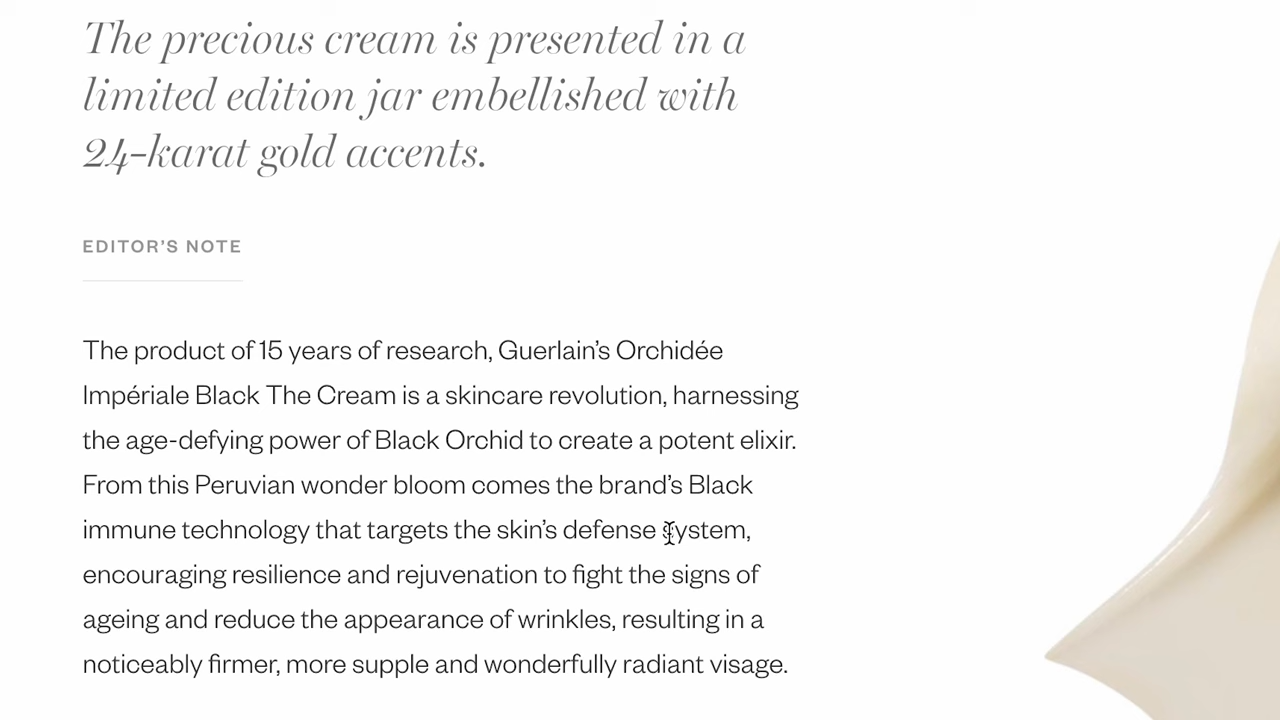 The precious cream is presented in a
limited edition jar embellished with
24-karat gold accents.
EDITOR’S NOTE
The product of 15 years of research, Guerlain’s Orchidée
Impériale Black The Cream is a skincare revolution, harnessing
the age-defying power of Black Orchid to create a potent elixir.
From this Peruvian wonder bloom comes the brand’s Black
immune technology that targets the skin’s defense system,
encouraging resilience and rejuvenation to fight the signs of
ageing and reduce the appearance of wrinkles, resulting in a
noticeably firmer, more supple and wonderfully radiant visage.